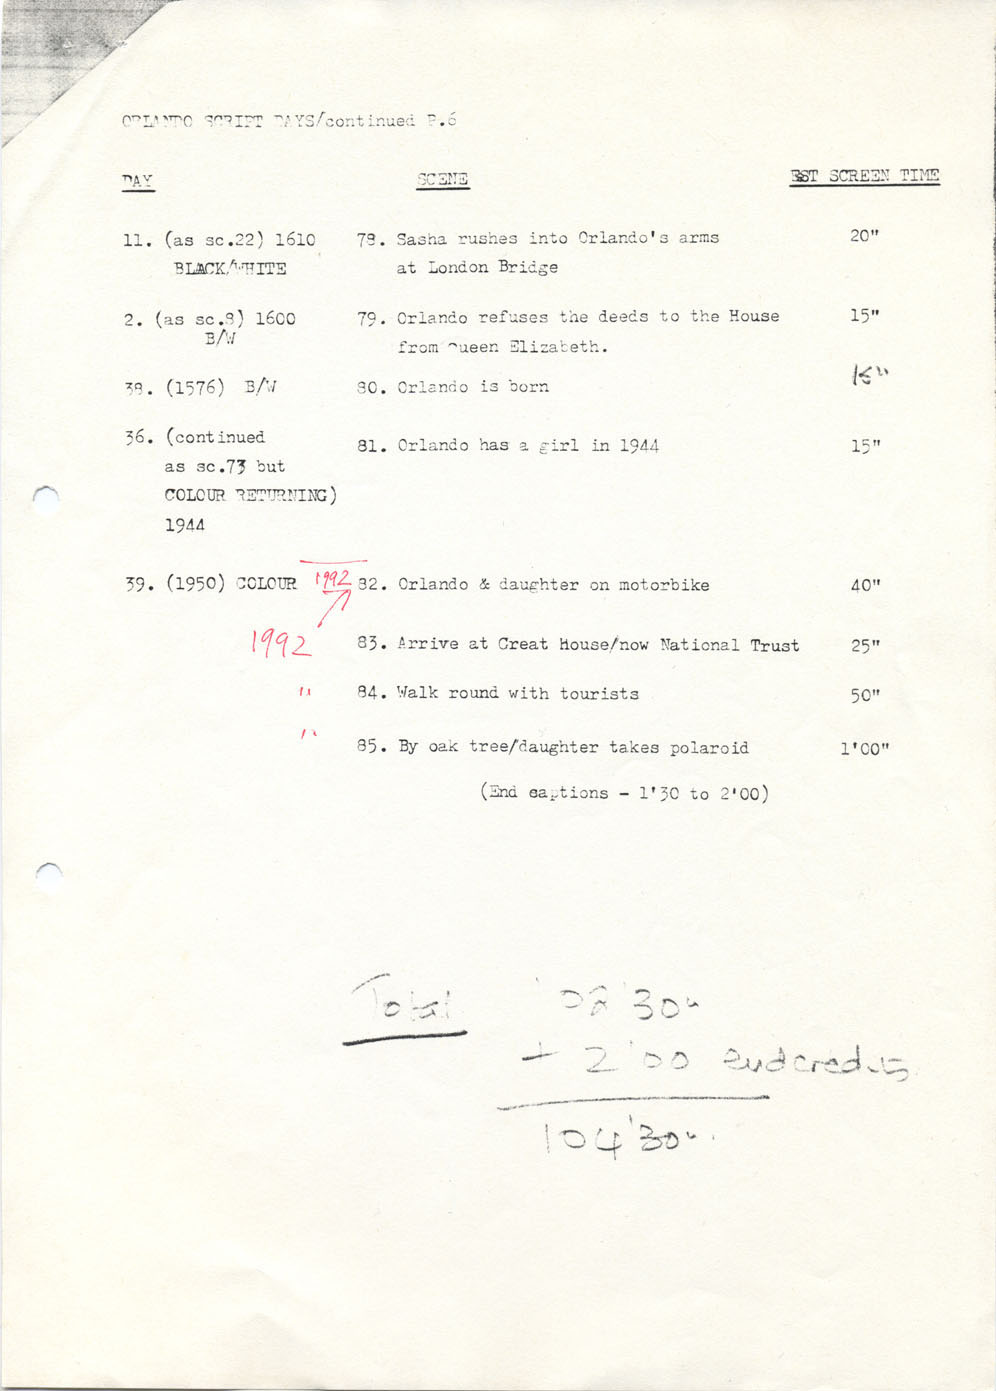 ORLANDO SCRIPT DAYS/continued P.6
DAY SCENE EST SCREEN TIME
11. (as sc.22) 1610 78. Sasha rushes into Orlando's arms 20"
BLACK/WHITE at London Bridge
2. (as sc.8) 1600 79. Orlando refuses the deeds to the House 15"
B/W from Queen Elizabeth.
38. (1576) B/W 80. Orlando is born 15"
36. (continued 81. Orlando has a girl in 1944 15"
as sc.73 but
COLOUR RETURNING)
1944
39. (1950) COLOUR 1992 82. Orlando & daughter on motorbike 40"
1992 83. Arrive at Great House/now National Trust 25"
" 84. Walk round with tourists 50"
" 85. By oak tree/daughter takes polaroid 1'00"
(End captions - 1'30 to 2'00)
Total '02'30"
+ 2'00 end credits
104'30".